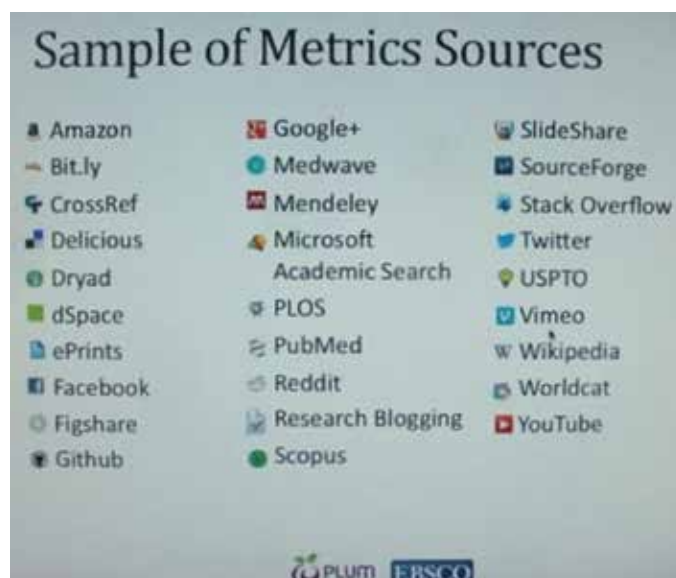 Sample of Metrics Sources
Amazon
Bit.ly
CrossRef
Delicious
Dryad
dSpace
ePrints
Facebook
Figshare
Github
Google+
Medwave
Mendeley
Microsoft
Academic Search
PLOS
PubMed
Reddit
Research Blogging
Scopus
SlideShare
SourceForge
Stack Overflow
Twitter
USPTO
Vimeo
Wikipedia
Worldcat
YouTube
PLUM EBSCO